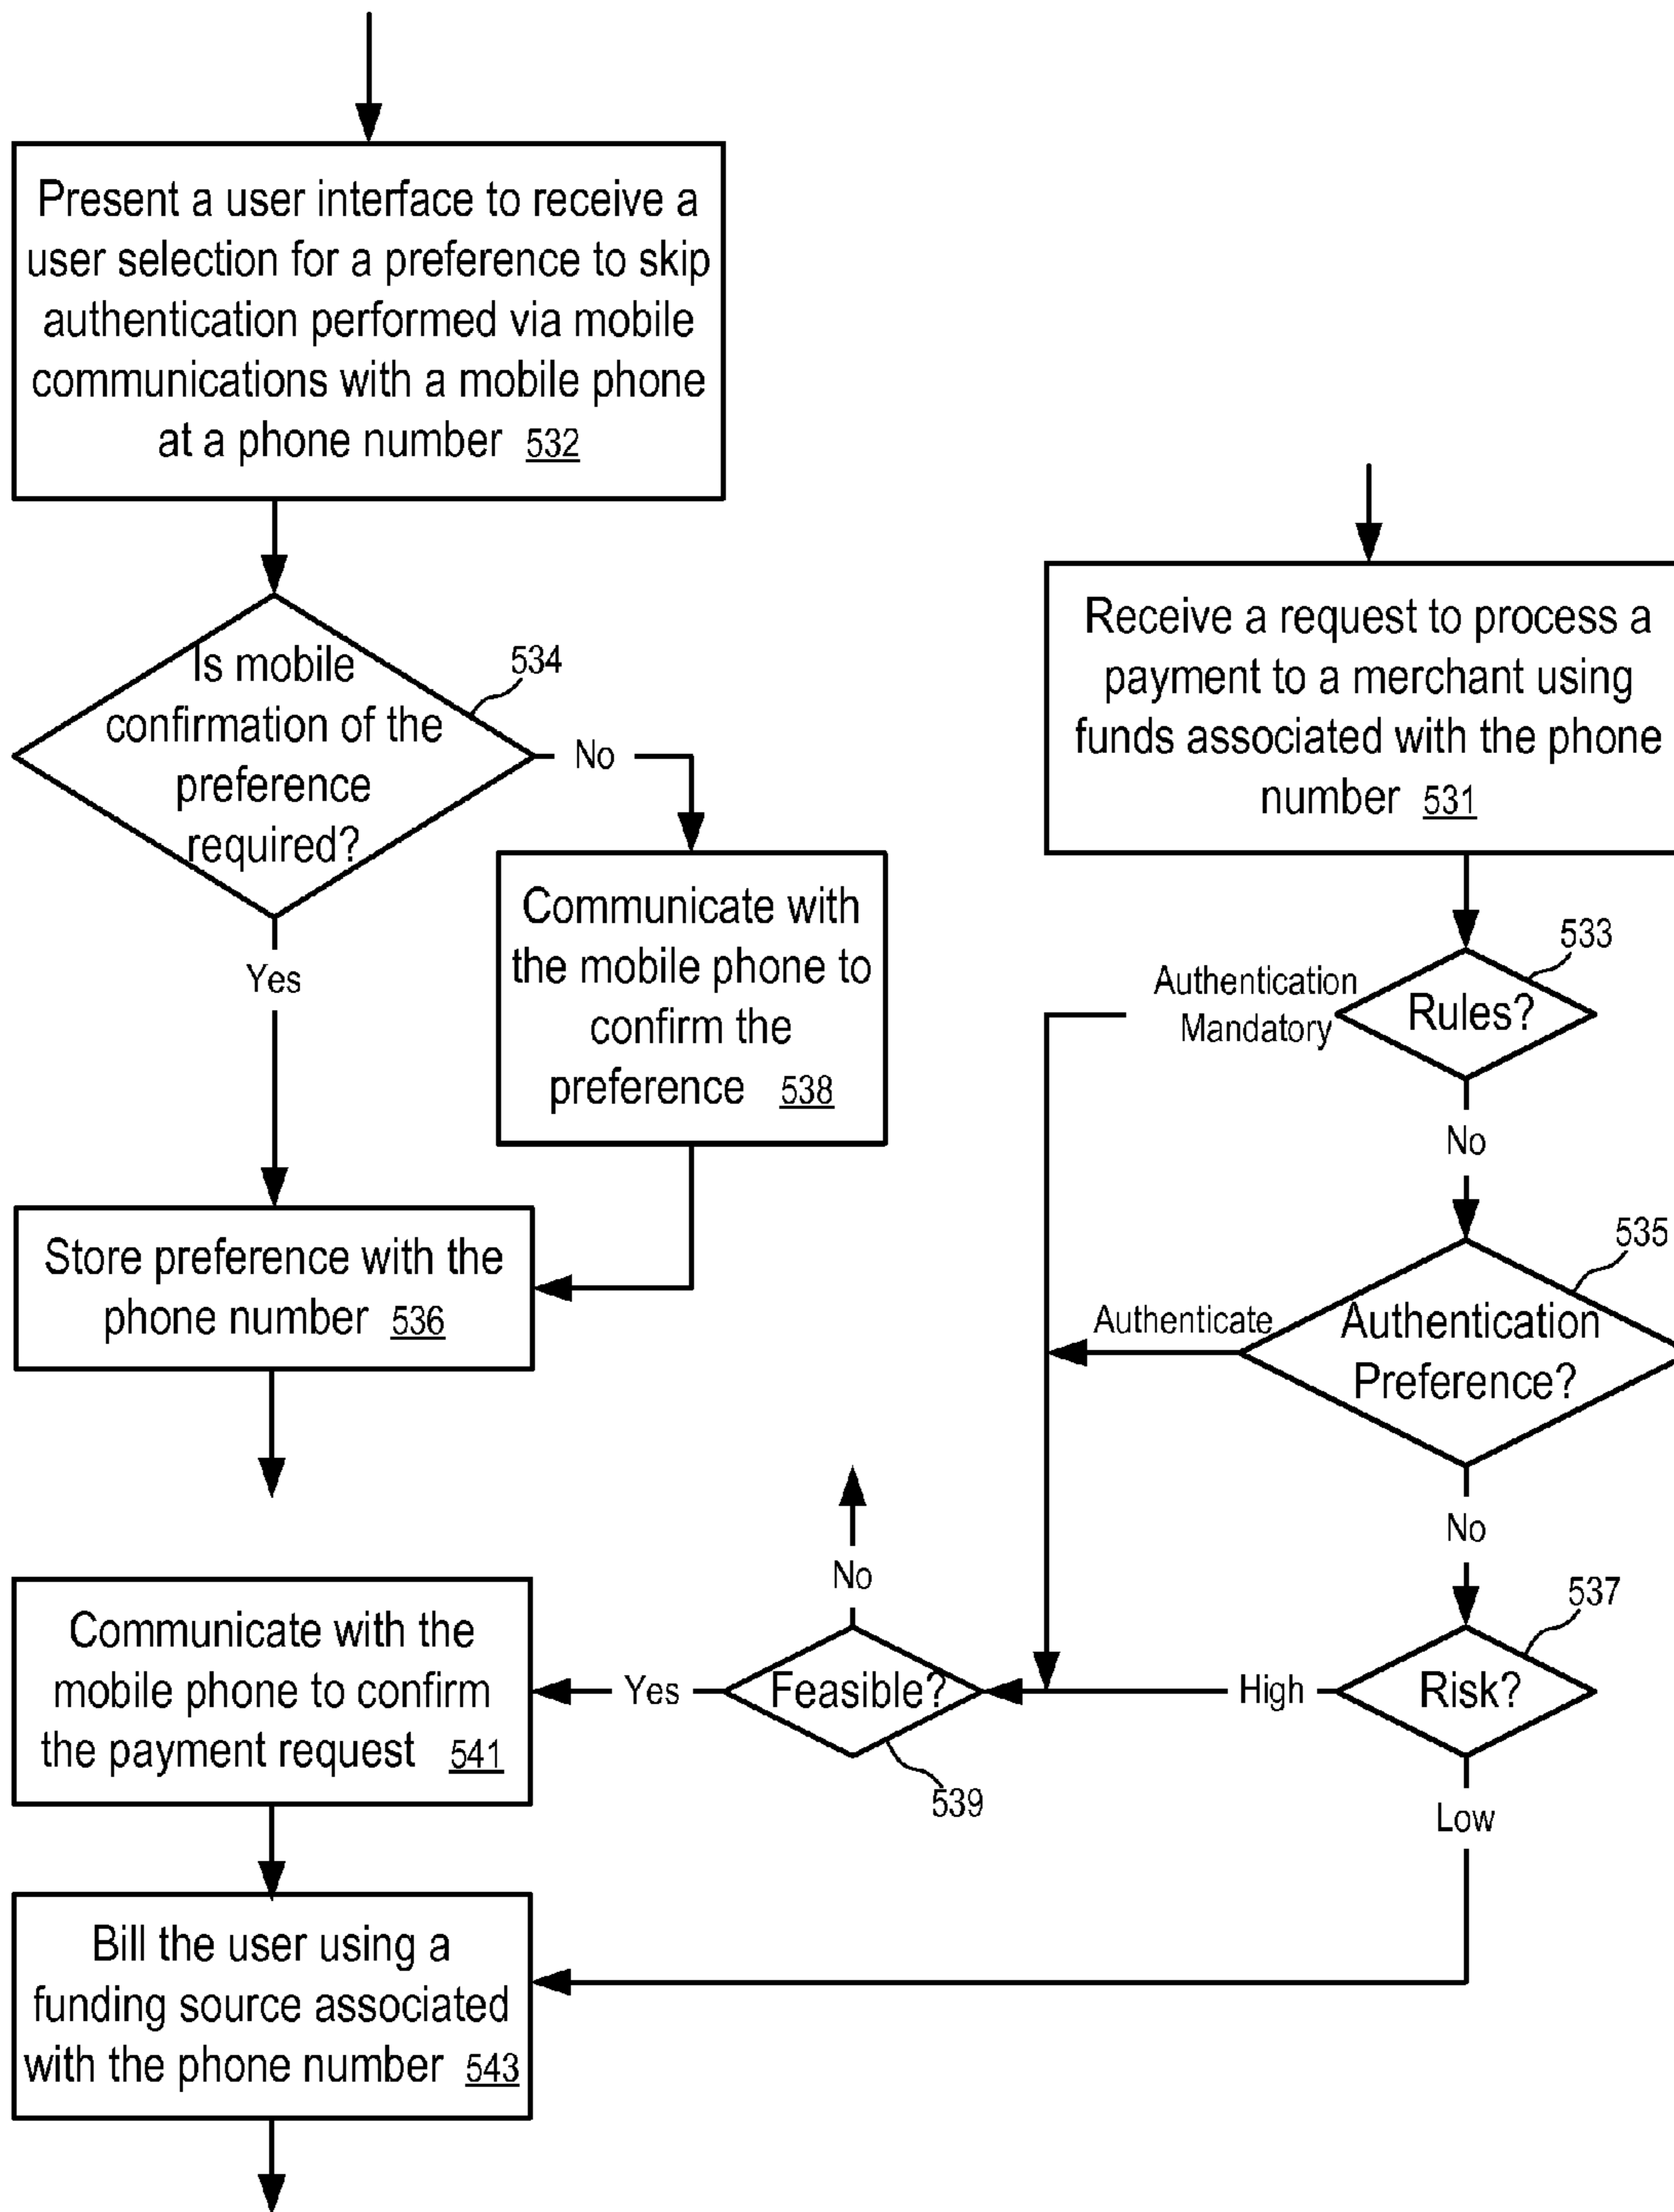 Present a user interface to receive a
user selection for a preference to skip
authentication performed via mobile
communications with a mobile phone
at a phone number 532
Is mobile
confirmation of the
preference
required?
534
No
Yes
Communicate with
the mobile phone to
confirm the
preference 538
Store preference with the
phone number 536
Receive a request to process a
payment to a merchant using
funds associated with the phone
number 531
533
Rules?
Authentication
Mandatory
No
535
Authentication
Preference?
Authenticate
No
537
Risk?
High
Low
Feasible?
539
No
Yes
Communicate with the
mobile phone to confirm
the payment request 541
Bill the user using a
funding source associated
with the phone number 543